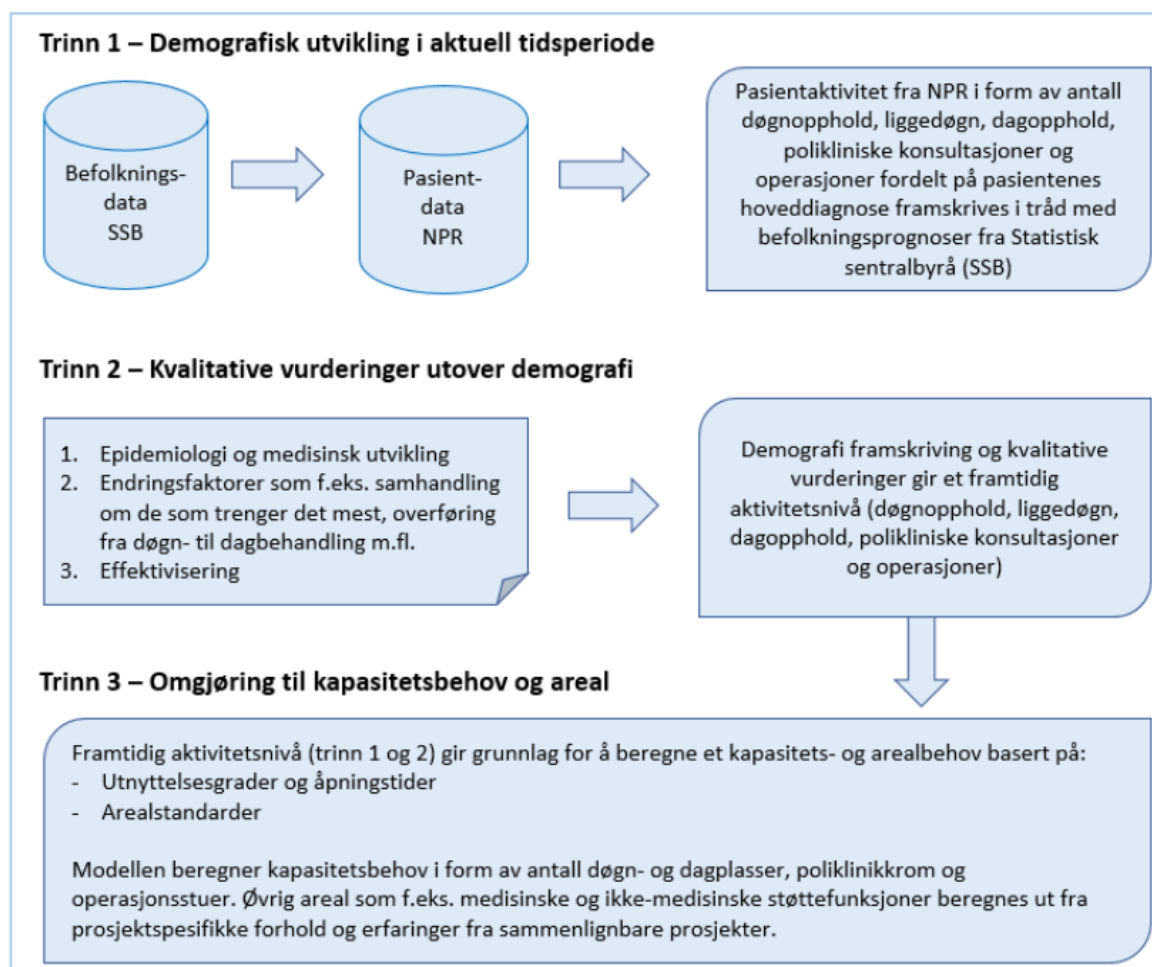 Trinn 1 – Demografisk utvikling i aktuell tidsperiode
Befolknings-
data
SSB
Pasient-
data
NPR
Pasientaktivitet fra NPR i form av antall
døgnopphold, liggedøgn, dagopphold,
polikliniske konsultasjoner og
operasjoner fordelt på pasientenes
hoveddiagnose framskrives i tråd med
befolkningsprognoser fra Statistisk
sentralbyrå (SSB)
Trinn 2 – Kvalitative vurderinger utover demografi
1. Epidemiologi og medisinsk utvikling
2. Endringsfaktorer som f.eks. samhandling
om de som trenger det mest, overføring
fra døgn- til dagbehandling m.fl.
3. Effektivisering
Demografi framskriving og kvalitative
vurderinger gir et framtidig
aktivitetsnivå (døgnopphold, liggedøgn,
dagopphold, polikliniske konsultasjoner
og operasjoner)
Trinn 3 – Omgjøring til kapasitetsbehov og areal
Framtidig aktivitetsnivå (trinn 1 og 2) gir grunnlag for å beregne et kapasitets- og arealbehov basert på:
- Utnyttelsesgrader og åpningstider
- Arealstandarder
Modellen beregner kapasitetsbehov i form av antall døgn- og dagplasser, poliklinikkrom og
operasjonsstuer. Øvrig areal som f.eks. medisinske og ikke-medisinske støttefunksjoner beregnes ut fra
prosjektspesifikke forhold og erfaringer fra sammenlignbare prosjekter.